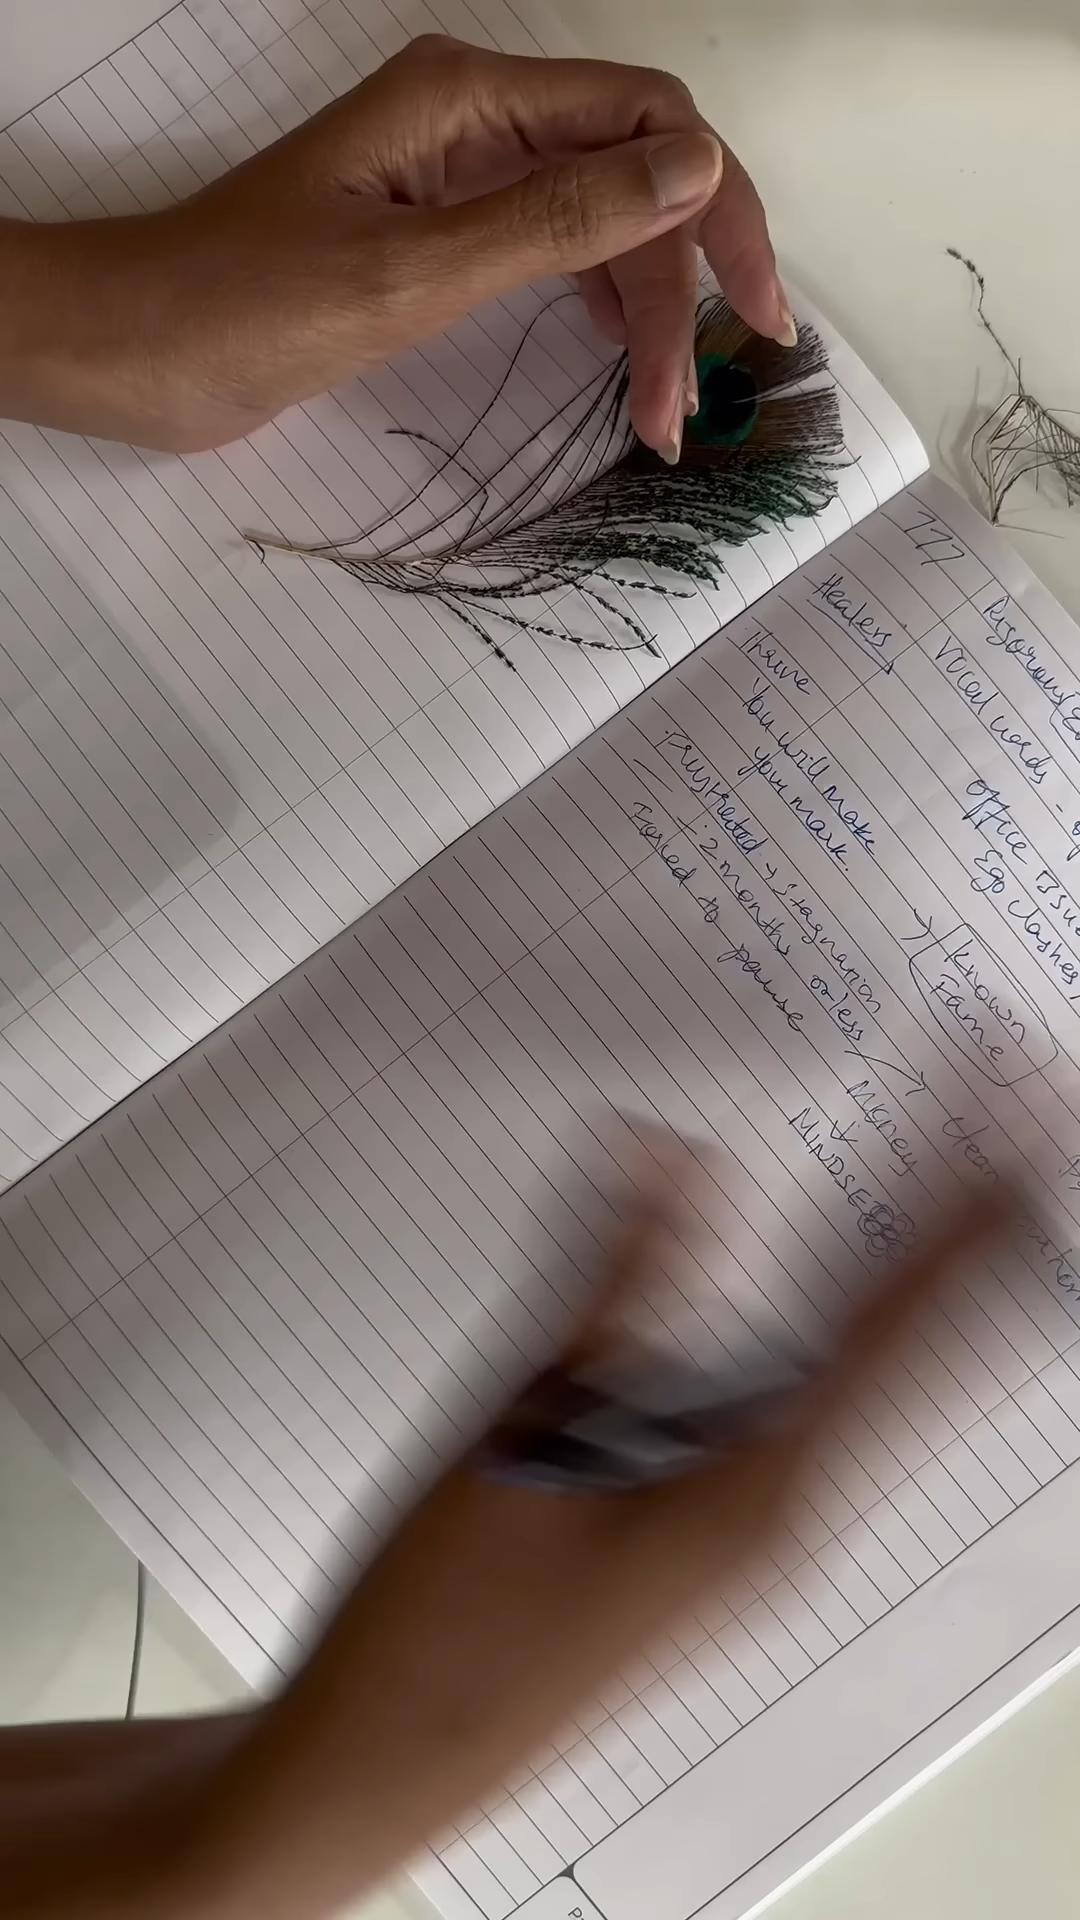 777
Healers
Rigorous
Thrive
Vocal words -
You will make
your mark.
office issue
Ego clashes,
Frustrated → stagnation
- 2 months or less
Forced to pause
→ Known
Fame
Money
clean
MINDSET